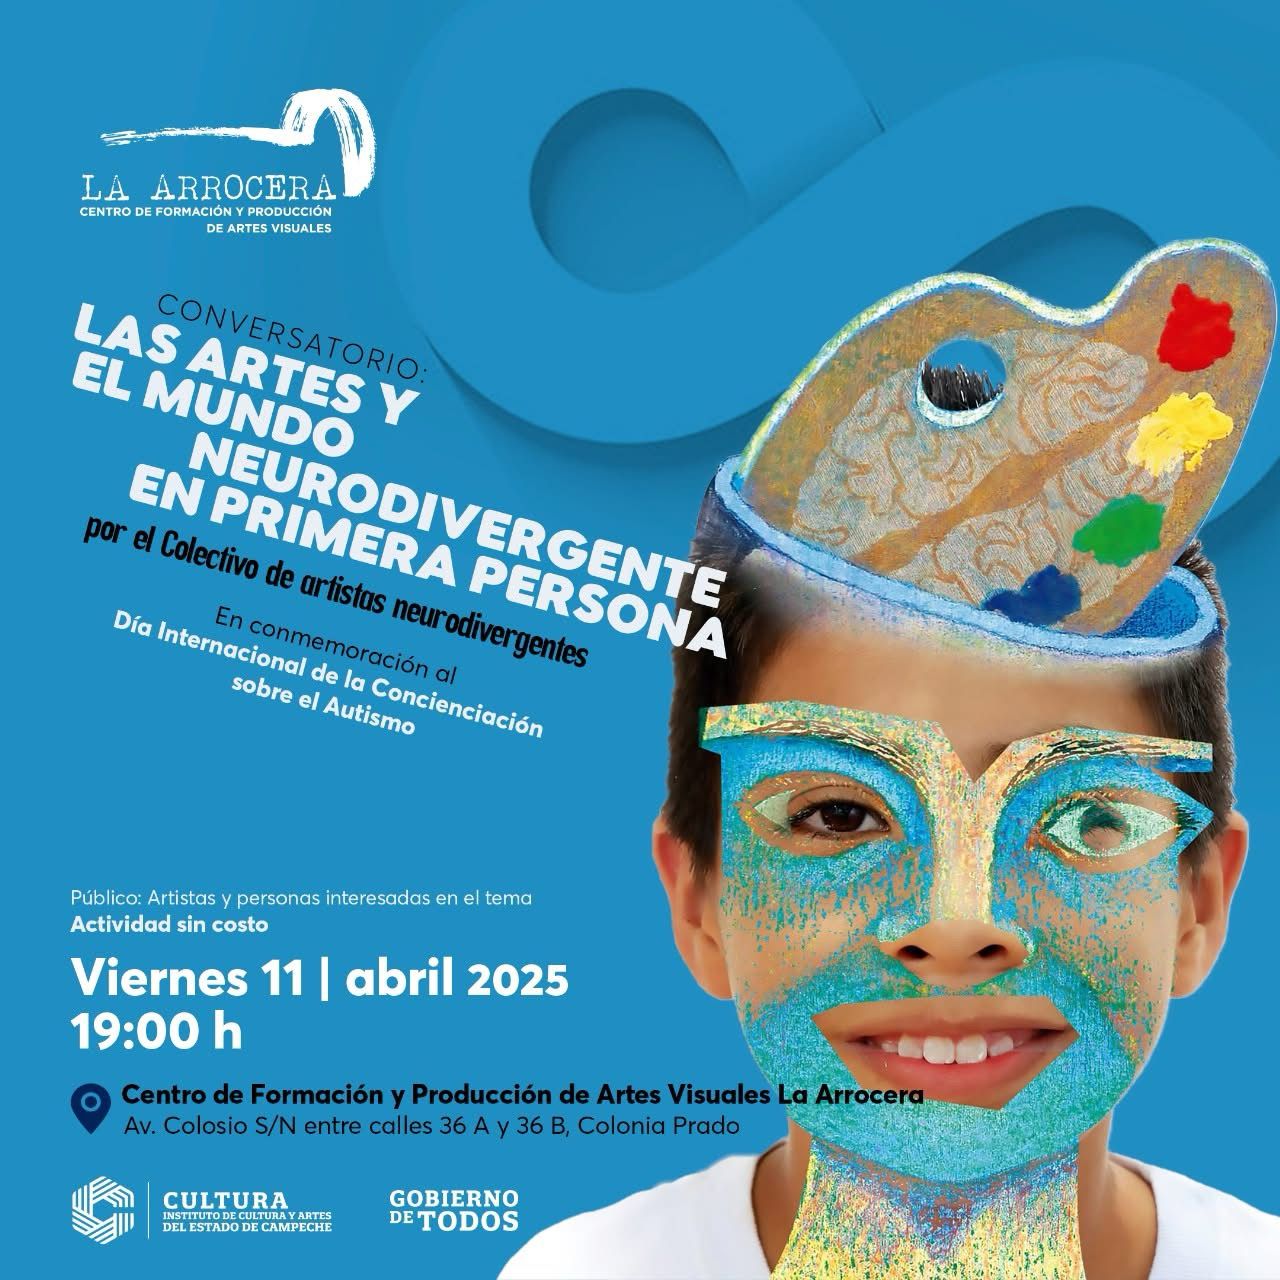 LA ARROCERA
CENTRO DE FORMACIÓN Y PRODUCCIÓN
DE ARTES VISUALES
CONVERSATORIO:
LAS ARTES Y
EL MUNDO
NEURODIVERGENTE
EN PRIMERA PERSONA
por el Colectivo de artistas neurodivergentes
En conmemoración al
Día Internacional de la Concienciación
sobre el Autismo
Público: Artistas y personas interesadas en el tema
Actividad sin costo
Viernes 11 | abril 2025
19:00 h
Centro de Formación y Producción de Artes Visuales La Arrocera
Av. Colosio S/N entre calles 36 A y 36 B, Colonia Prado
CULTURA
INSTITUTO DE CULTURA Y ARTES
DEL ESTADO DE CAMPECHE
GOBIERNO
DE TODOS